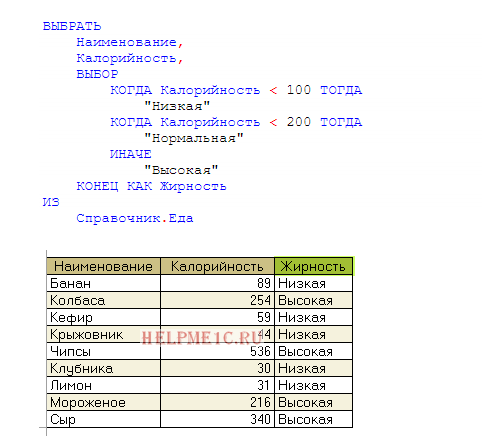 ВЫБРАТЬ
Наименование,
Калорийность,
ВЫБОР
КОГДА Калорийность < 100 ТОГДА
"Низкая"
КОГДА Калорийность < 200 ТОГДА
"Нормальная"
ИНАЧЕ
"Высокая"
КОНЕЦ КАК Жирность
ИЗ
Справочник.Еда
Наименование Калорийность Жирность
Банан 89 Низкая
Колбаса 254 Высокая
Кефир 59 Низкая
Крыжовник 44 Низкая
HELPME1C.RU
Чипсы 536 Высокая
Клубника 30 Низкая
Лимон 31 Низкая
Мороженое 216 Высокая
Сыр 340 Высокая